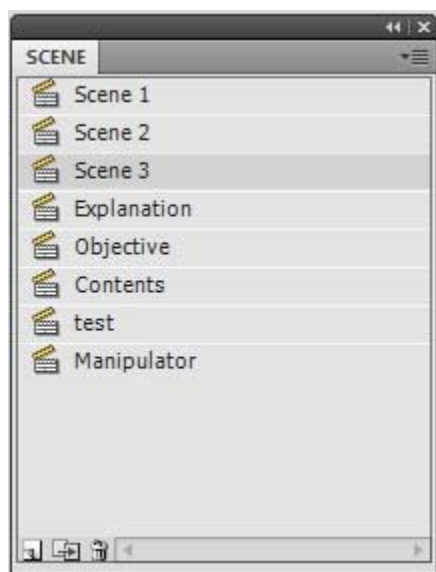 SCENE
Scene 1
Scene 2
Scene 3
Explanation
Objective
Contents
test
Manipulator